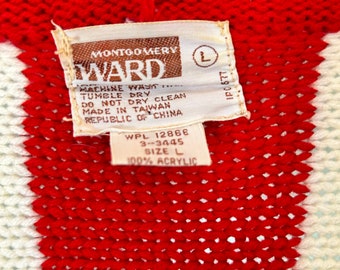 MONTGOMERY
WARD
L
MACHINE WASH
TUMBLE DRY
DO NOT DRY CLEAN
MADE IN TAIWAN
REPUBLIC OF CHINA
WPL 12866
3-3445
SIZE L
100% ACRYLIC